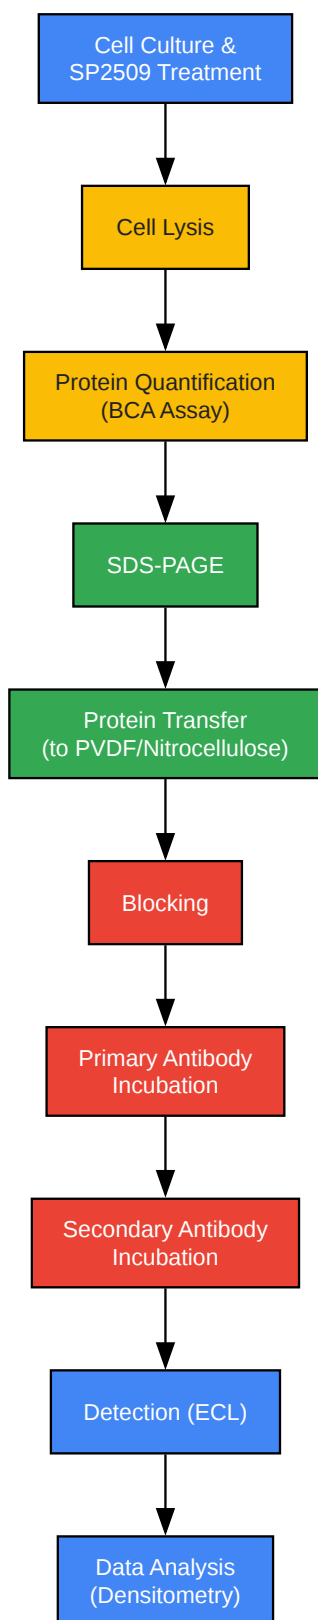 Cell Culture &
SP2509 Treatment
Cell Lysis
Protein Quantification
(BCA Assay)
SDS-PAGE
Protein Transfer
(to PVDF/Nitrocellulose)
Blocking
Primary Antibody
Incubation
Secondary Antibody
Incubation
Detection (ECL)
Data Analysis
(Densitometry)